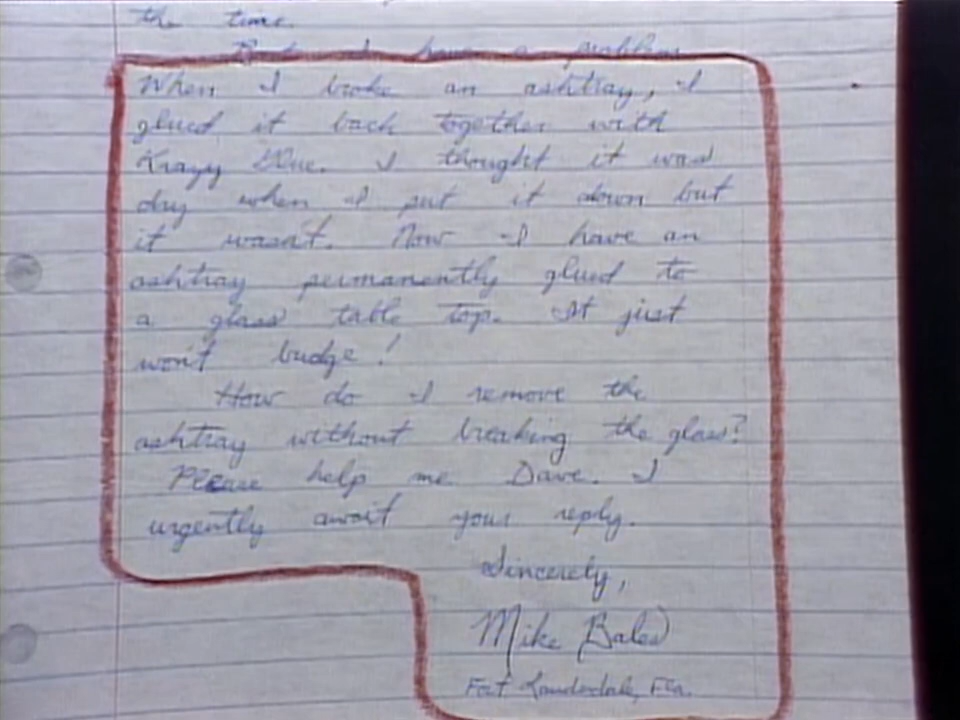 the time.
But I have a problem.
When I broke an ashtray, I
glued it back together with
Krazy Glue. I thought it was
dry when I put it down but
it wasn't. Now I have an
ashtray permanently glued to
a glass table top. It just
won't budge!
How do I remove the
ashtray without breaking the glass?
Please help me Dave. I
urgently await your reply.
Sincerely,
Mike Bales
Fort Lauderdale, Fla.